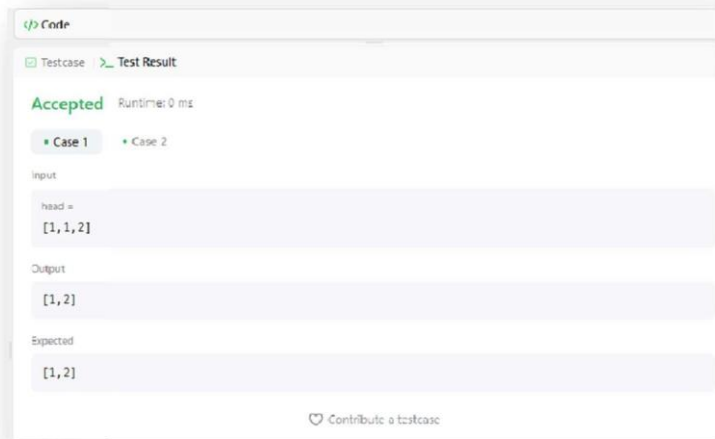 </> Code
Testcase >_ Test Result
Accepted Runtime: 0 ms
• Case 1 • Case 2
Input
head =
[1,1,2]
Output
[1,2]
Expected
[1,2]
Contribute a testcase